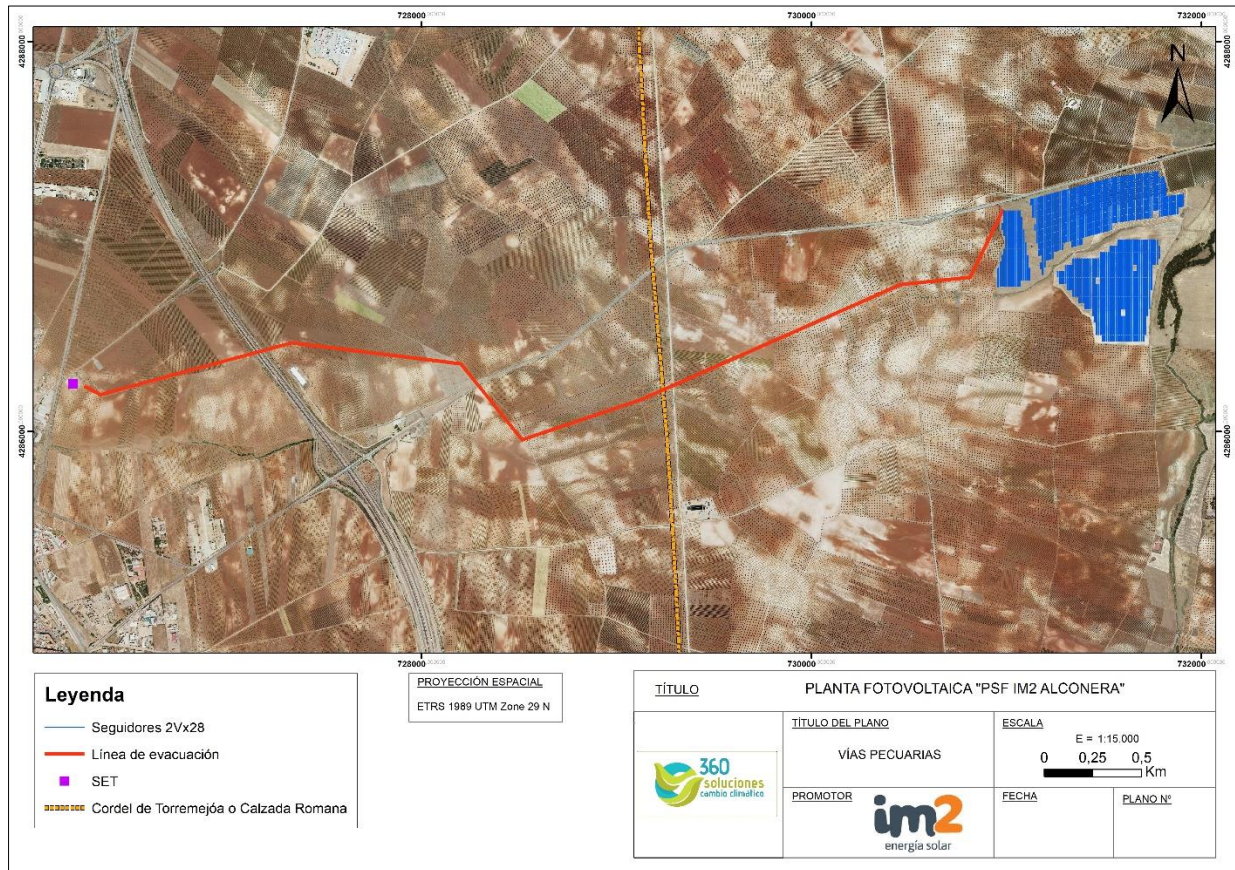 728000
730000
732000
4288000
4288000
N
4286000
4286000
728000
730000
732000
Leyenda
Seguidores 2Vx28
Línea de evacuación
SET
Cordel de Torremejóa o Calzada Romana
PROYECCIÓN ESPACIAL
ETRS 1989 UTM Zone 29 N
TÍTULO
PLANTA FOTOVOLTAICA "PSF IM2 ALCONERA"
360
soluciones
cambio climático
TÍTULO DEL PLANO
VÍAS PECUARIAS
ESCALA
E = 1:15.000
0 0,25 0,5
Km
PROMOTOR
im2
energía solar
FECHA
PLANO Nº